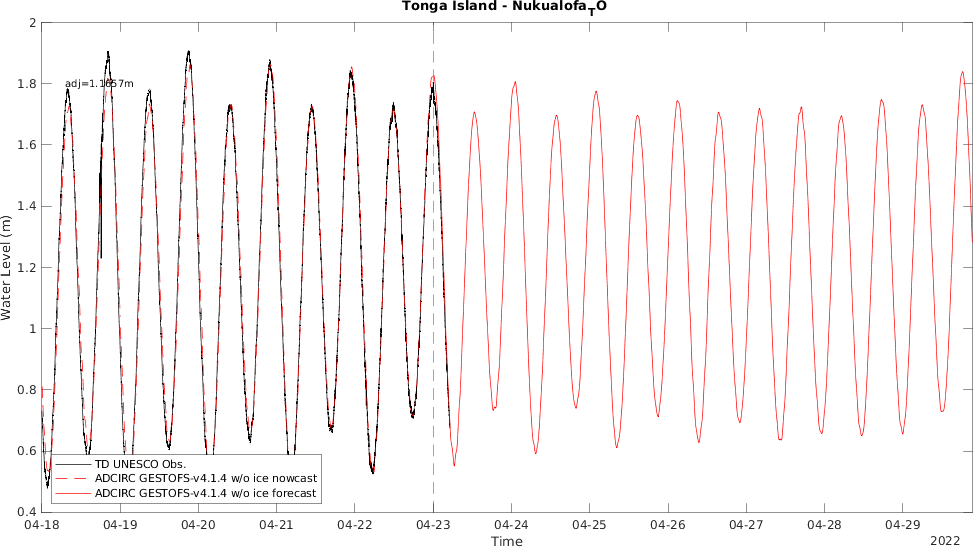 Tonga Island - Nukualofa_TO
adj=1.1657m
2
1.8
1.6
1.4
1.2
1
0.8
0.6
0.4
Water Level (m)
TD UNESCO Obs.
ADCIRC GESTOFS-v4.1.4 w/o ice nowcast
ADCIRC GESTOFS-v4.1.4 w/o ice forecast
04-18 04-19 04-20 04-21 04-22 04-23 04-24 04-25 04-26 04-27 04-28 04-29
Time
2022